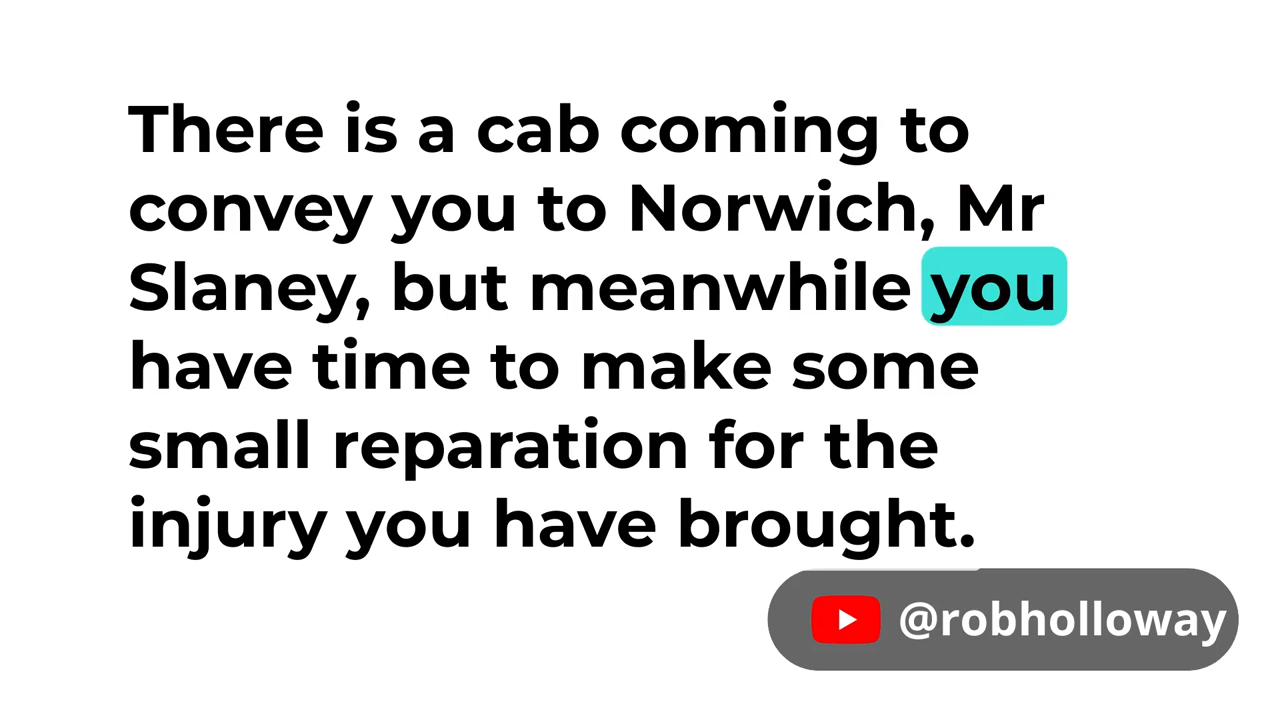 There is a cab coming to
convey you to Norwich, Mr
Slaney, but meanwhile you
have time to make some
small reparation for the
injury you have brought.
@robholloway